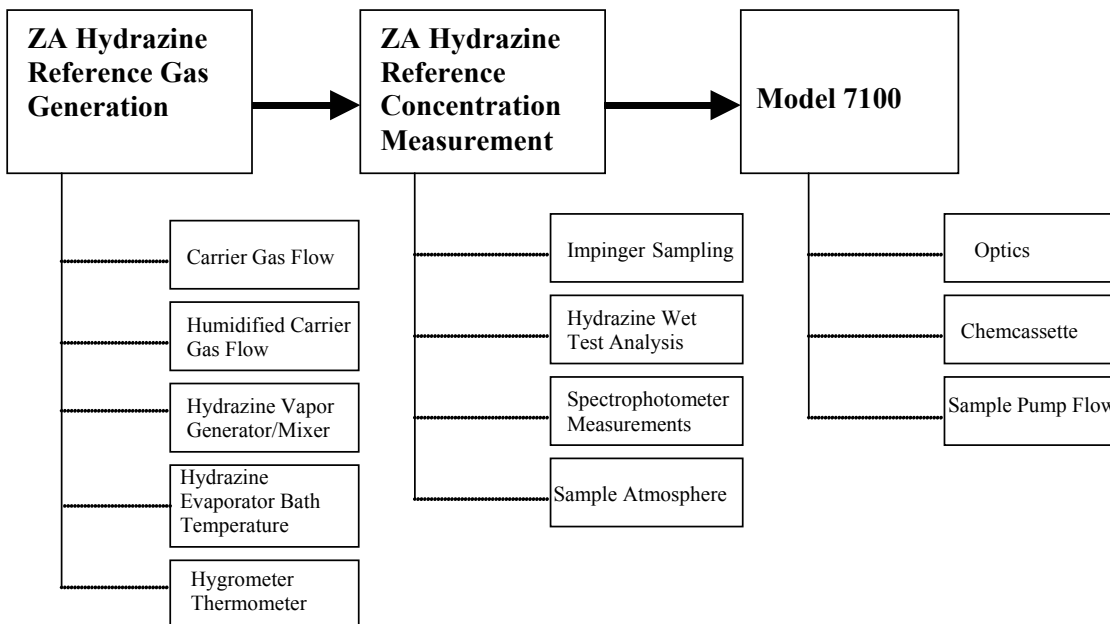 ZA Hydrazine
Reference Gas
Generation
ZA Hydrazine
Reference
Concentration
Measurement
Model 7100
Carrier Gas Flow
Humidified Carrier
Gas Flow
Hydrazine Vapor
Generator/Mixer
Hydrazine
Evaporator Bath
Temperature
Hygrometer
Thermometer
Impinger Sampling
Hydrazine Wet
Test Analysis
Spectrophotometer
Measurements
Sample Atmosphere
Optics
Chemcassette
Sample Pump Flow